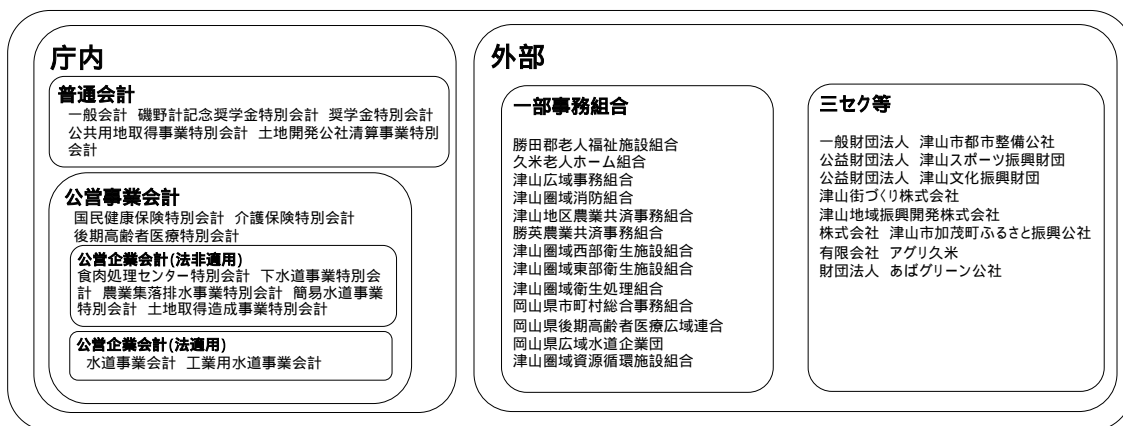 庁内
普通会計
一般会計 磯野計記念奨学金特別会計 奨学金特別会計
公共用地取得事業特別会計 土地開発公社清算事業特別
会計
公営事業会計
国民健康保険特別会計 介護保険特別会計
後期高齢者医療特別会計
公営企業会計(法非適用)
食肉処理センター特別会計 下水道事業特別会
計 農業集落排水事業特別会計 簡易水道事業
特別会計 土地取得造成事業特別会計
公営企業会計(法適用)
水道事業会計 工業用水道事業会計
外部
一部事務組合
勝田郡老人福祉施設組合
久米老人ホーム組合
津山広域事務組合
津山圏域消防組合
津山地区農業共済事務組合
勝英農業共済事務組合
津山圏域西部衛生施設組合
津山圏域東部衛生施設組合
津山圏域衛生処理組合
岡山県市町村総合事務組合
岡山県後期高齢者医療広域連合
岡山県広域水道企業団
津山圏域資源循環施設組合
三セク等
一般財団法人 津山市都市整備公社
公益財団法人 津山スポーツ振興財団
公益財団法人 津山文化振興財団
津山街づくり株式会社
津山地域振興開発株式会社
株式会社 津山市加茂町ふるさと振興公社
有限会社 アグリ久米
財団法人 あばグリーン公社